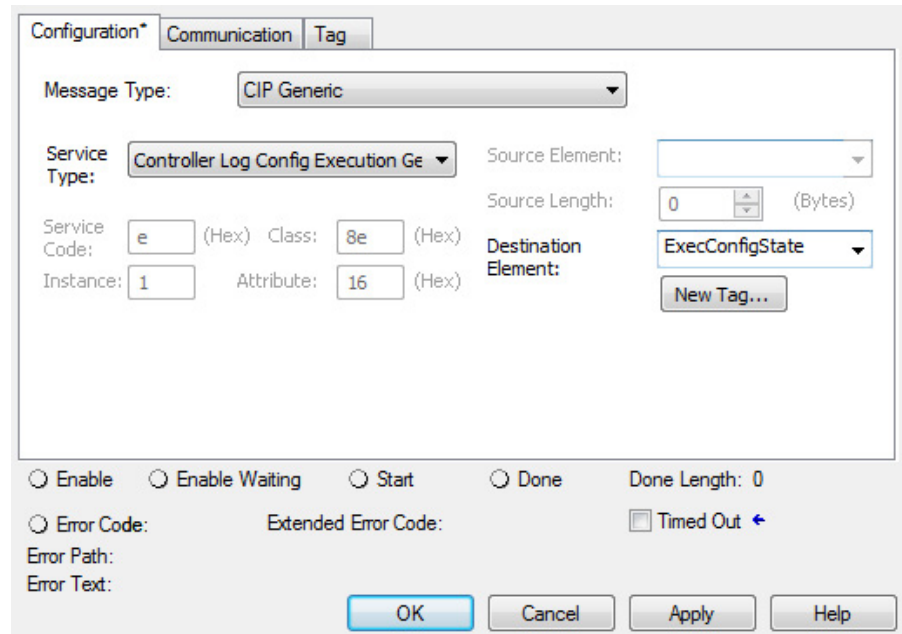 Configuration* Communication Tag
Message Type: CIP Generic
Service Type: Controller Log Config Execution Ge
Source Element:
Source Length: 0 (Bytes)
Service Code: e (Hex) Class: 8e (Hex)
Destination Element: ExecConfigState
Instance: 1 Attribute: 16 (Hex)
New Tag...
Enable Enable Waiting Start Done Done Length: 0
Error Code: Extended Error Code: Timed Out
Error Path:
Error Text:
OK Cancel Apply Help